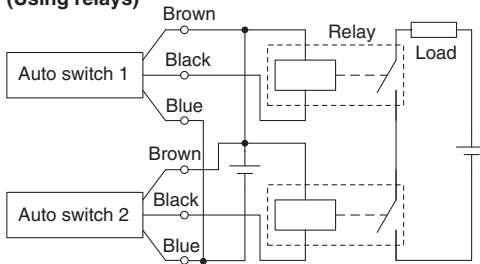 (Using relays)
Brown
Relay
Load
Black
Auto switch 1
Blue
Brown
Black
Auto switch 2
Blue